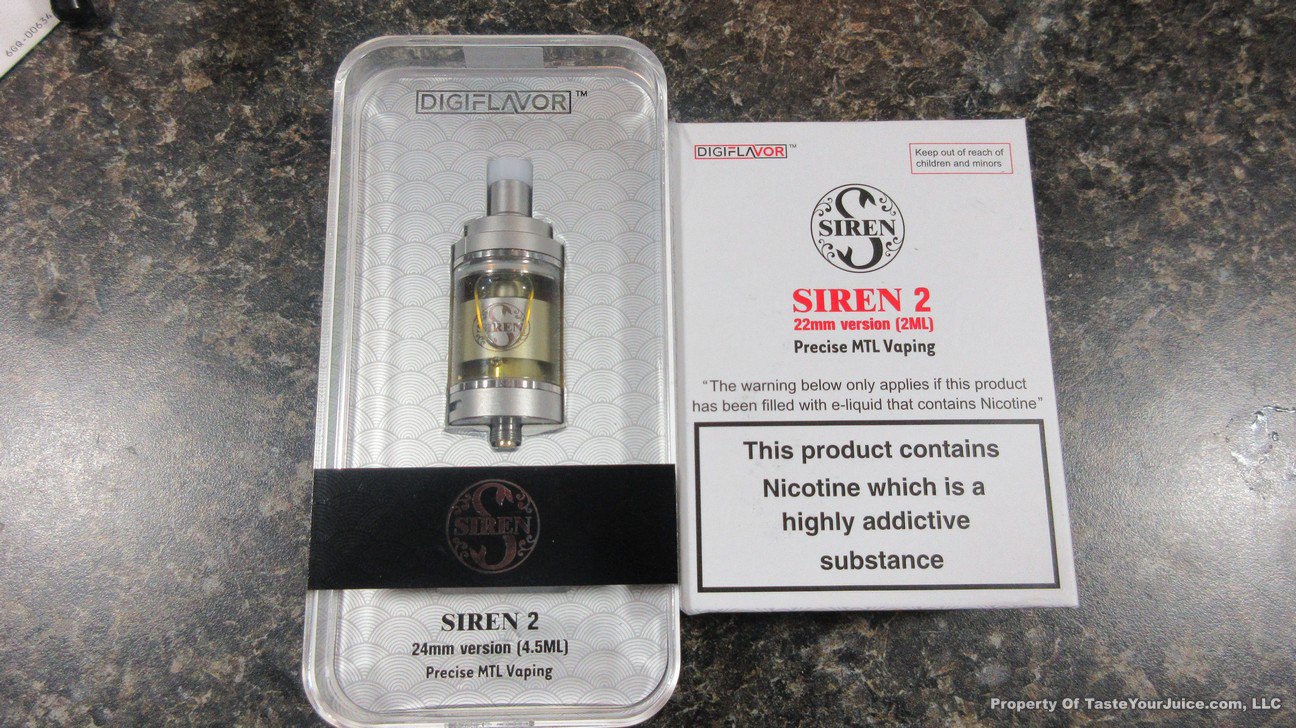 6GR-D0634
DIGIFLAVOR™
SIREN
SIREN
SIREN 2
24mm version (4.5ML)
Precise MTL Vaping
DIGIFLAVOR™
Keep out of reach of
children and minors
SIREN
SIREN 2
22mm version (2ML)
Precise MTL Vaping
“The warning below only applies if this product
has been filled with e-liquid that contains Nicotine”
This product contains
Nicotine which is a
highly addictive
substance
Property Of TasteYourJuice.com, LLC